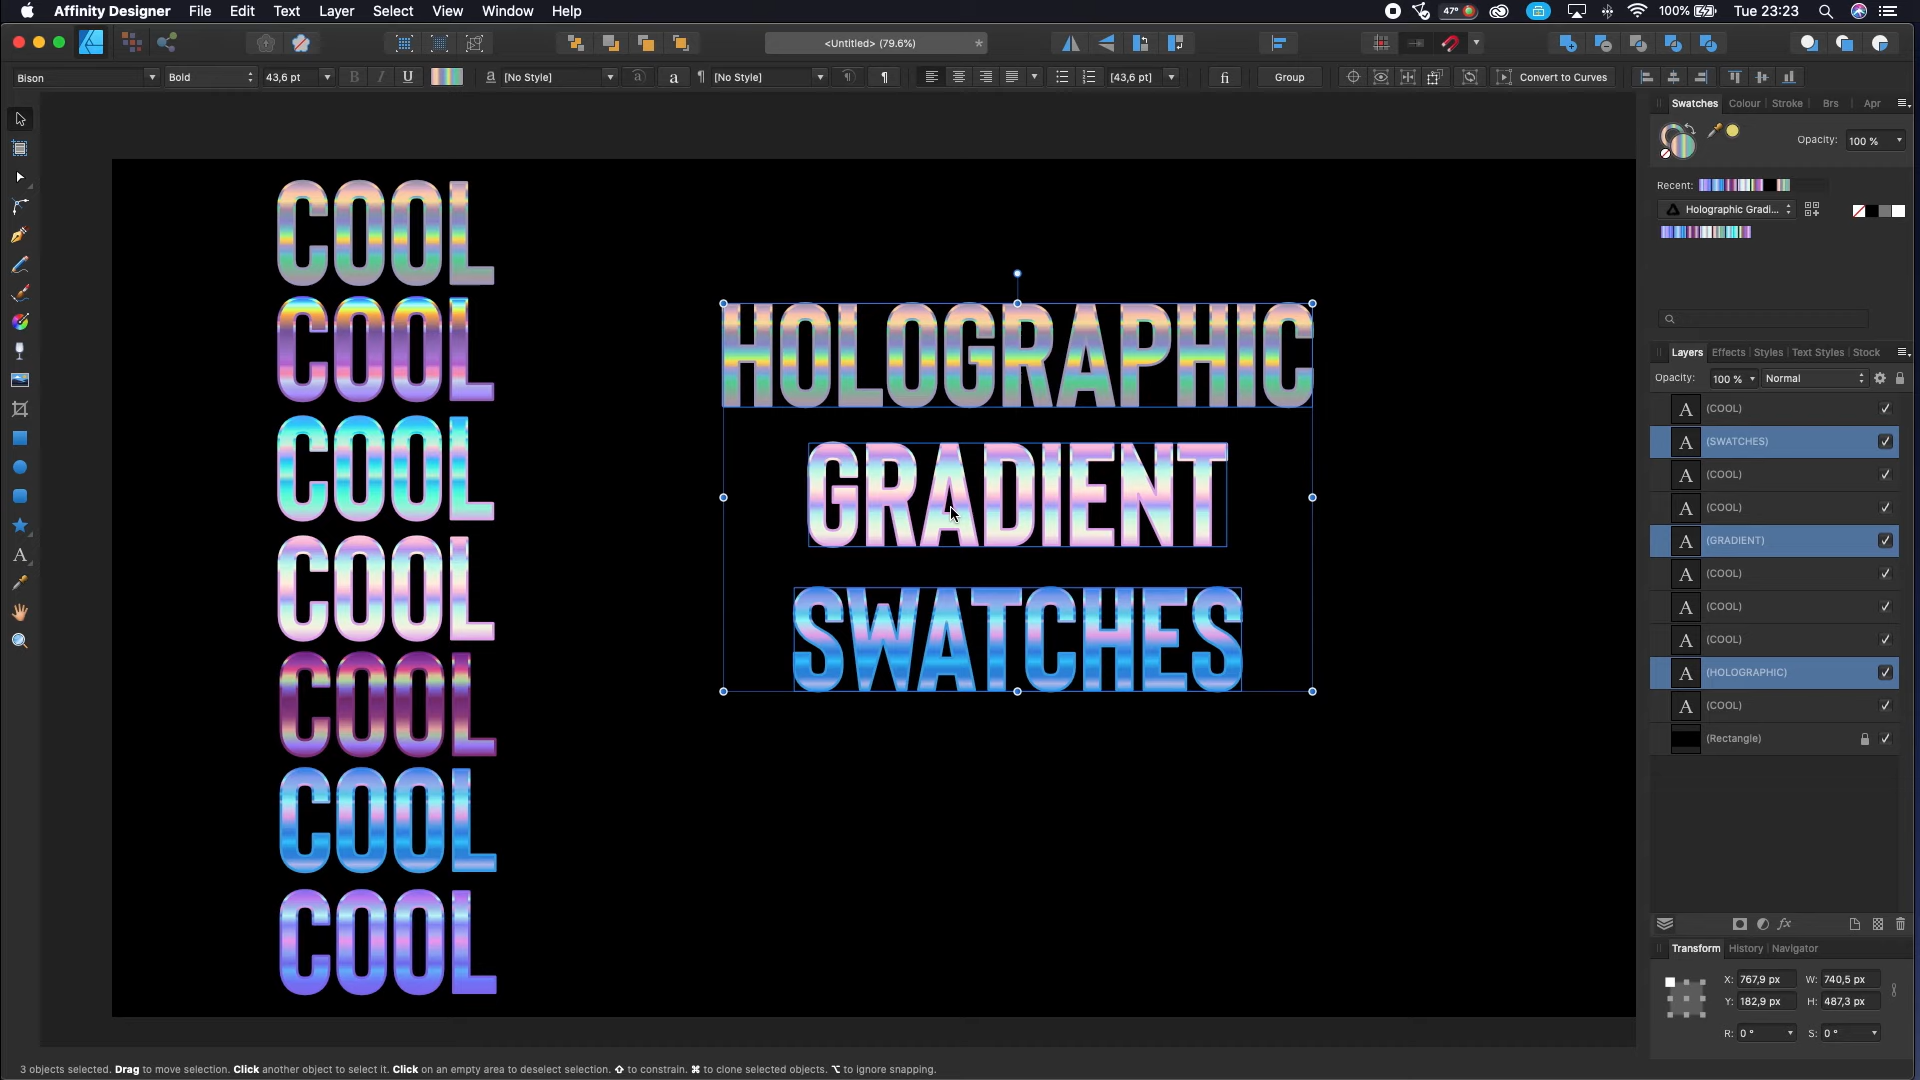 Affinity Designer File Edit Text Layer Select View Window Help 47° 100% Tue 23:23
<Untitled> (79.6%) *
Bison Bold 43,6 pt B I U a [No Style] a a ¶ [No Style] ¶ ¶ [43,6 pt] fi Group Convert to Curves
Swatches Colour Stroke Brs Apr
Opacity: 100 %
Recent:
Holographic Gradi...
Layers Effects Styles Text Styles Stock
Opacity: 100 % Normal
A (COOL)
A (SWATCHES)
A (COOL)
A (COOL)
A (GRADIENT)
A (COOL)
A (COOL)
A (COOL)
A (HOLOGRAPHIC)
A (COOL)
(Rectangle)
fx
Transform History Navigator
X: 767,9 px W: 740,5 px
Y: 182,9 px H: 487,3 px
R: 0 ° S: 0 °
A
COOL
COOL
COOL
COOL
COOL
COOL
COOL
HOLOGRAPHIC
GRADIENT
SWATCHES
3 objects selected. Drag to move selection. Click another object to select it. Click on an empty area to deselect selection. ⇧ to constrain. ⌘ to clone selected objects. ⌥ to ignore snapping.